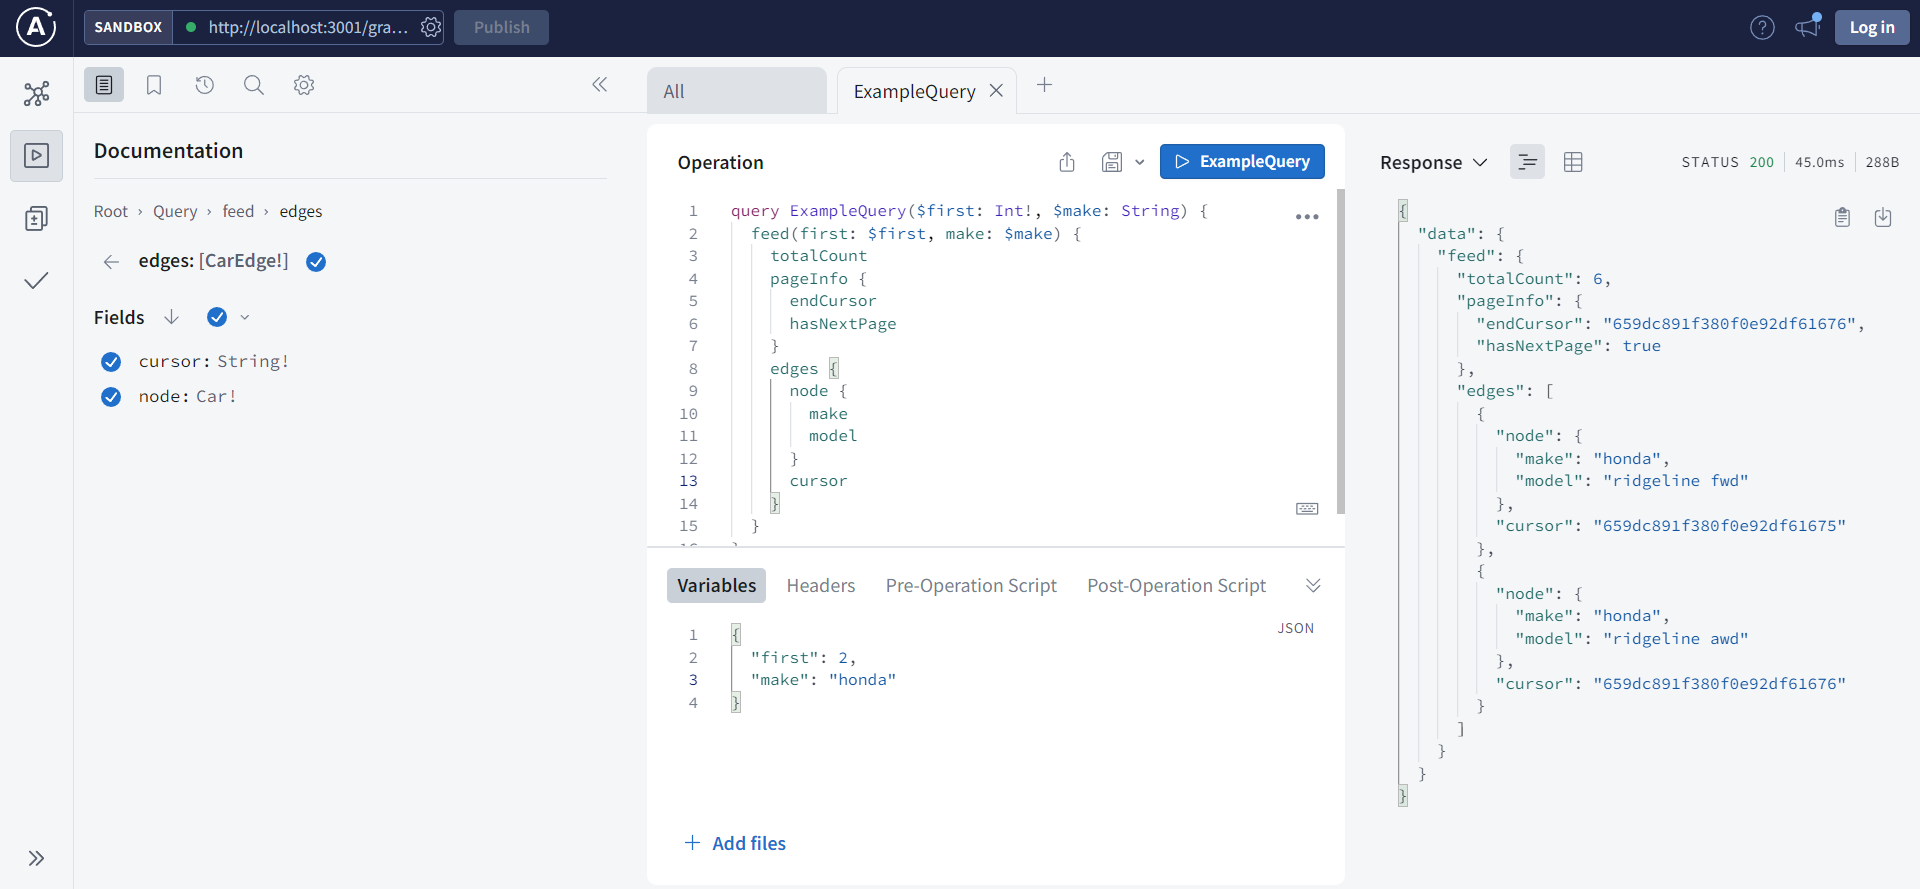 SANDBOX http://localhost:3001/gra... Publish Log in
Documentation
Root › Query › feed › edges
edges: [CarEdge!]
Fields
cursor: String!
node: Car!
All ExampleQuery
Operation ExampleQuery
1 query ExampleQuery($first: Int!, $make: String) {
2 feed(first: $first, make: $make) {
3 totalCount
4 pageInfo {
5 endCursor
6 hasNextPage
7 }
8 edges {
9 node {
10 make
11 model
12 }
13 cursor
14 }
15 }
Variables Headers Pre-Operation Script Post-Operation Script
JSON
1 {
2 "first": 2,
3 "make": "honda"
4 }
Add files
Response STATUS 200 45.0ms 288B
{
"data": {
"feed": {
"totalCount": 6,
"pageInfo": {
"endCursor": "659dc891f380f0e92df61676",
"hasNextPage": true
},
"edges": [
{
"node": {
"make": "honda",
"model": "ridgeline fwd"
},
"cursor": "659dc891f380f0e92df61675"
},
{
"node": {
"make": "honda",
"model": "ridgeline awd"
},
"cursor": "659dc891f380f0e92df61676"
}
]
}
}
}